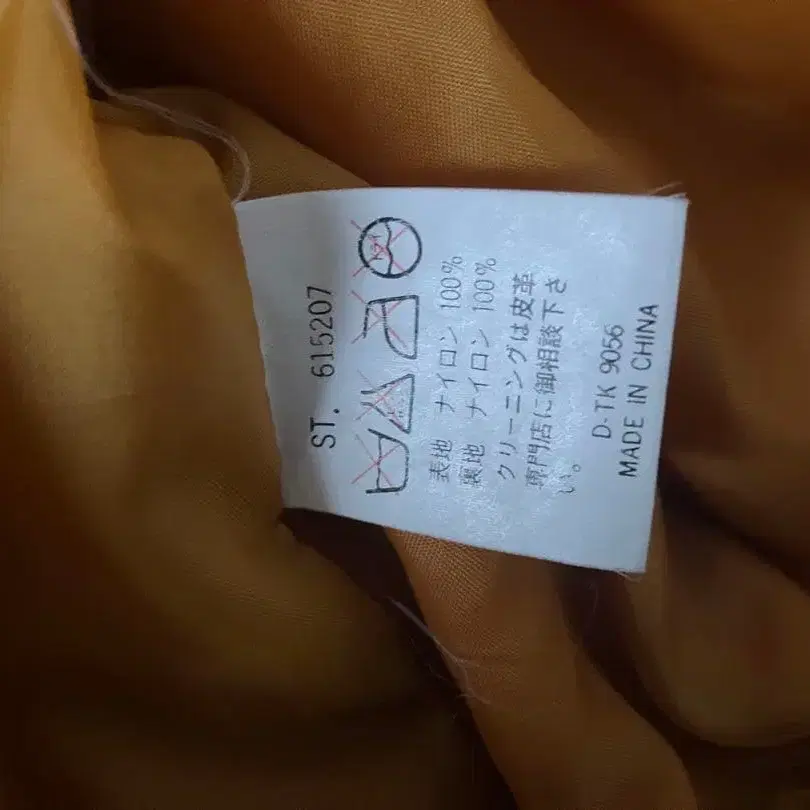 ST. 615207
表地 ナイロン 100%
裏地 ナイロン 100%
クリーニングは皮革
専門店に御相談下さ
い。
D-TK 9056
MADE IN CHINA